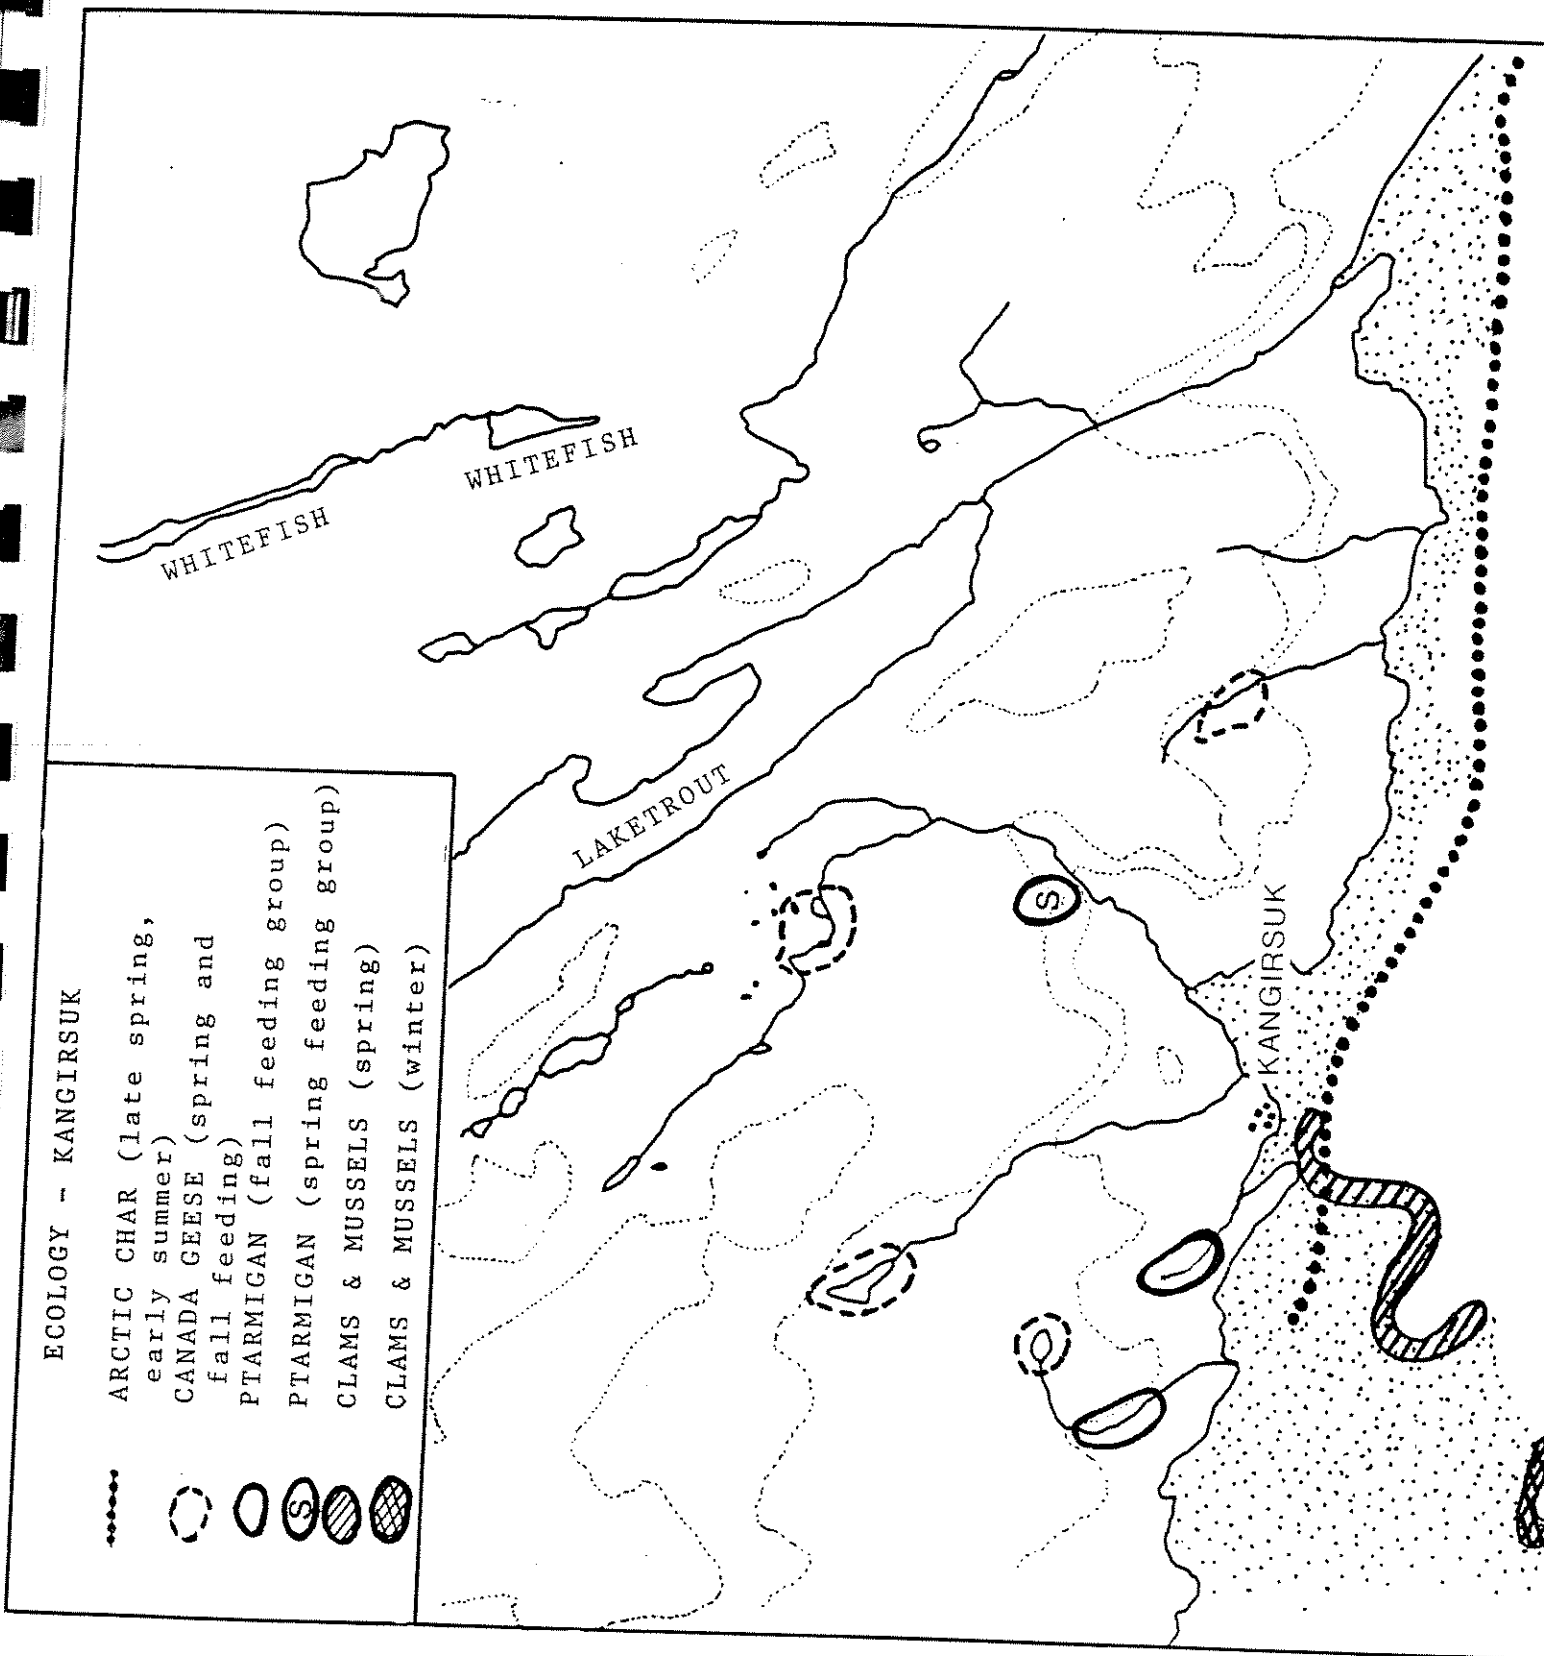 ECOLOGY - KANGIRSUK
ARCTIC CHAR (late spring,
early summer)
CANADA GEESE (spring and
fall feeding)
PTARMIGAN (fall feeding group)
S PTARMIGAN (spring feeding group)
CLAMS & MUSSELS (spring)
CLAMS & MUSSELS (winter)
WHITEFISH
WHITEFISH
LAKETROUT
S
KANGIRSUK